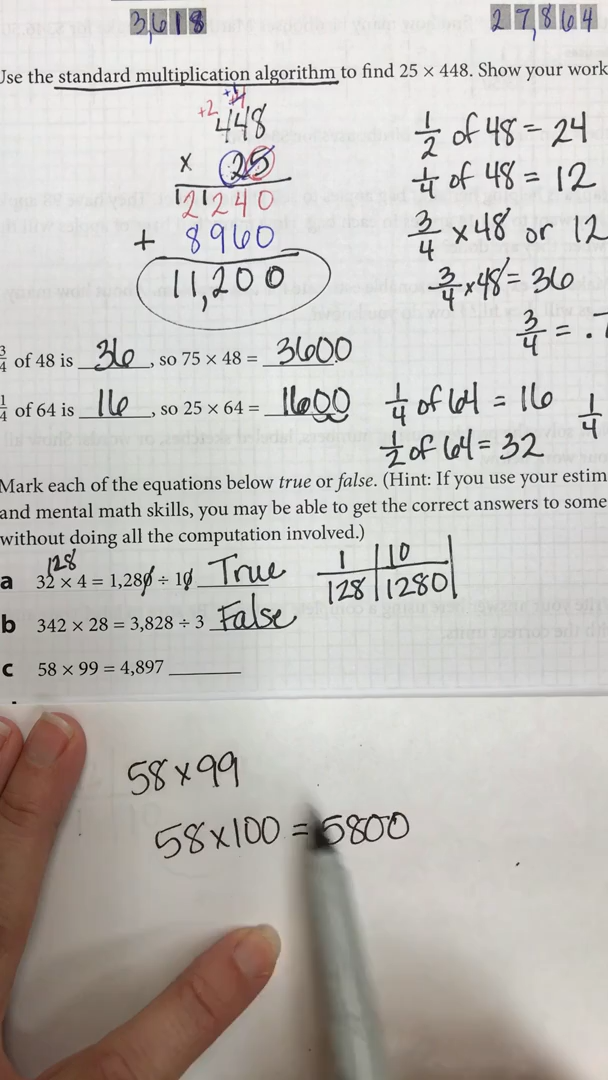 3,618 27,864
Use the standard multiplication algorithm to find 25 × 448. Show your work
+2 +4
448
× 25
11
2240
+ 8960
11,200
1/2 of 48 = 24
1/4 of 48 = 12
3/4 × 48 or 12
3/4 × 48 = 36
3/4 = .7
3/4 of 48 is 36, so 75 × 48 = 3600
1/4 of 64 is 16, so 25 × 64 = 1600
1/4 of 64 = 16 1/4
1/2 of 64 = 32
Mark each of the equations below true or false. (Hint: If you use your estim
and mental math skills, you may be able to get the correct answers to some
without doing all the computation involved.)
128
a 32 × 4 = 1,280 ÷ 10 True
1 10
128 1280
b 342 × 28 = 3,828 ÷ 3 False
c 58 × 99 = 4,897
58 × 99
58 × 100 = 5800